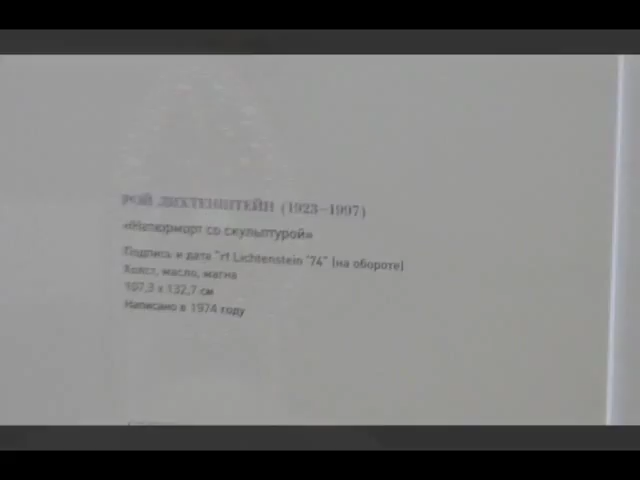 РОЙ ЛИХТЕНШТЕЙН (1923–1997)
«Натюрморт со скульптурой»
Подпись и дата "rf Lichtenstein '74" (на обороте)
Холст, масло, магна
107,3 x 132,7 см
Написано в 1974 году